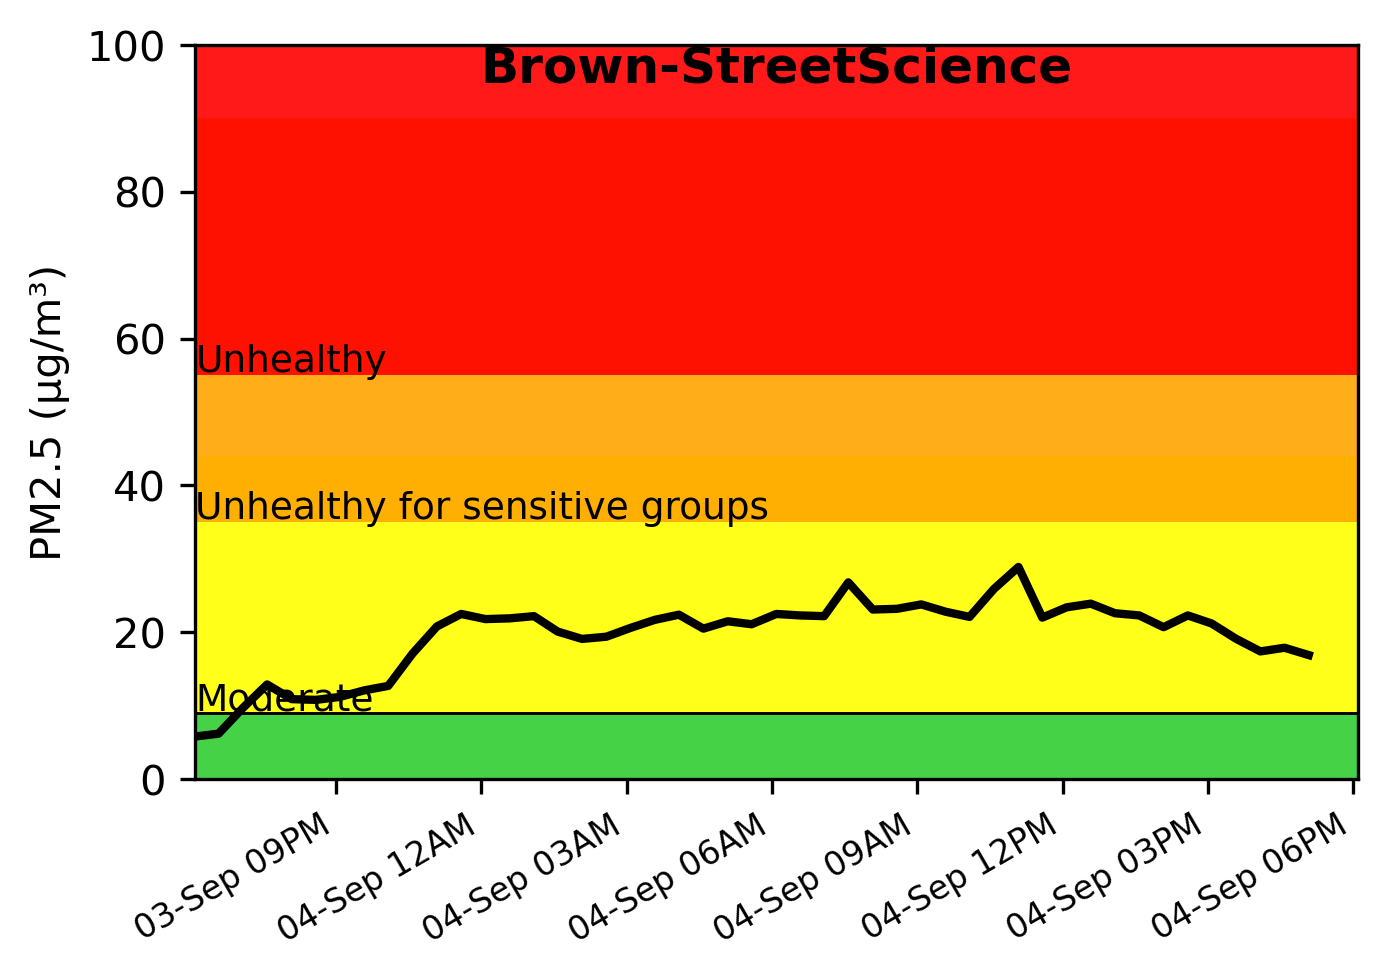 Brown-StreetScience
100
80
60
40
20
0
PM2.5 (µg/m³)
Unhealthy
Unhealthy for sensitive groups
Moderate
03-Sep 09PM
04-Sep 12AM
04-Sep 03AM
04-Sep 06AM
04-Sep 09AM
04-Sep 12PM
04-Sep 03PM
04-Sep 06PM